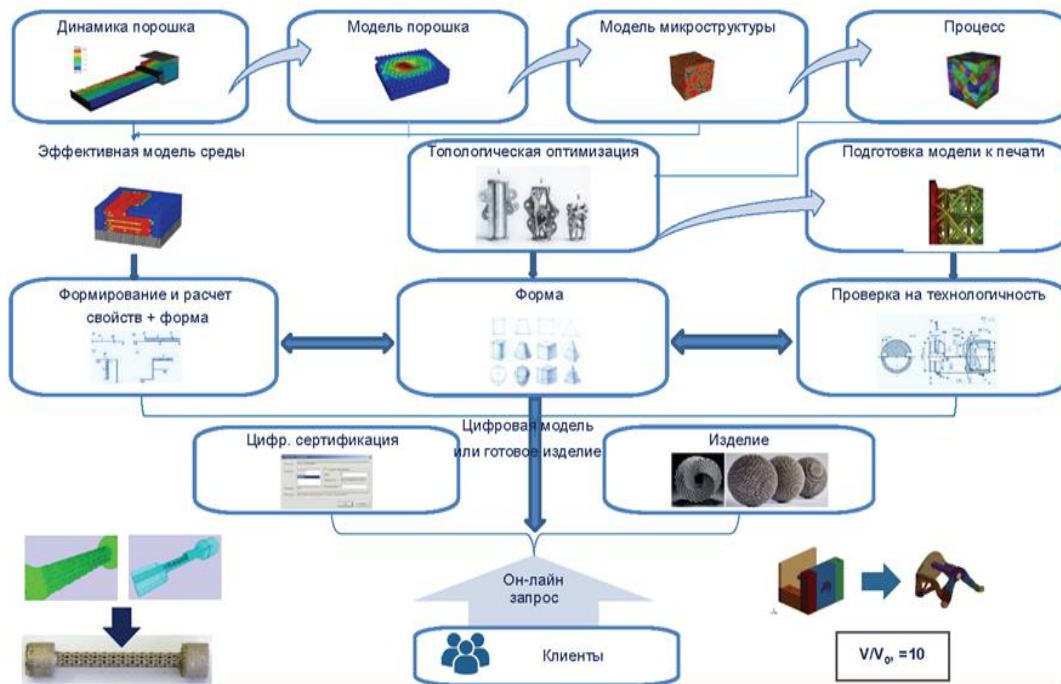 Динамика порошка
Модель порошка
Модель микроструктуры
Процесс
Эффективная модель среды
Топологическая оптимизация
Подготовка модели к печати
Формирование и расчет
свойств + форма
Форма
Проверка на технологичность
Цифровая модель
или готовое изделие
Цифр. сертификация
Изделие
Он-лайн
запрос
Клиенты
V/V₀, =10